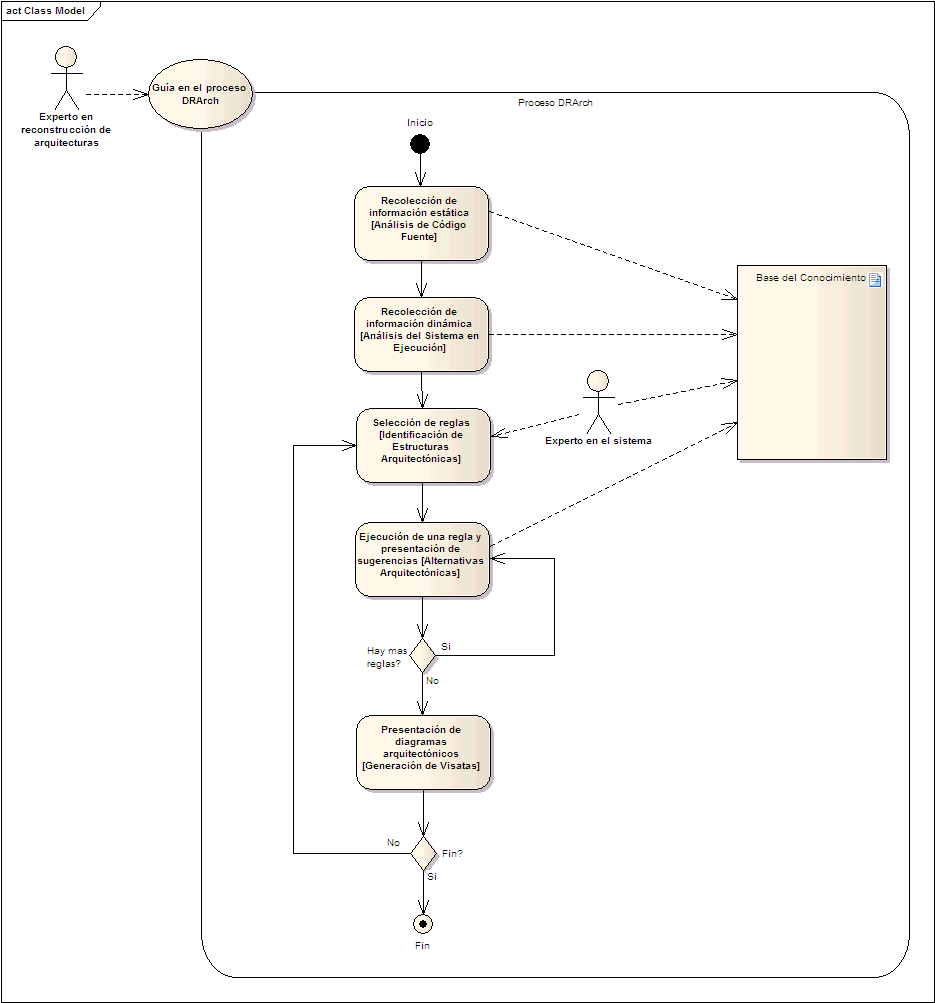 act Class Model
Guía en el proceso
DRArch
Experto en
reconstrucción de
arquitecturas
Proceso DRArch
Inicio
Recolección de
información estática
[Análisis de Código
Fuente]
Base del Conocimiento
Recolección de
información dinámica
[Análisis del Sistema en
Ejecución]
Selección de reglas
[Identificación de
Estructuras
Arquitectónicas]
Experto en el sistema
Ejecución de una regla y
presentación de
sugerencias [Alternativas
Arquitectónicas]
Hay mas
reglas?
Si
No
Presentación de
diagramas
arquitectónicos
[Generación de Visatas]
No
Fin?
Si
Fin